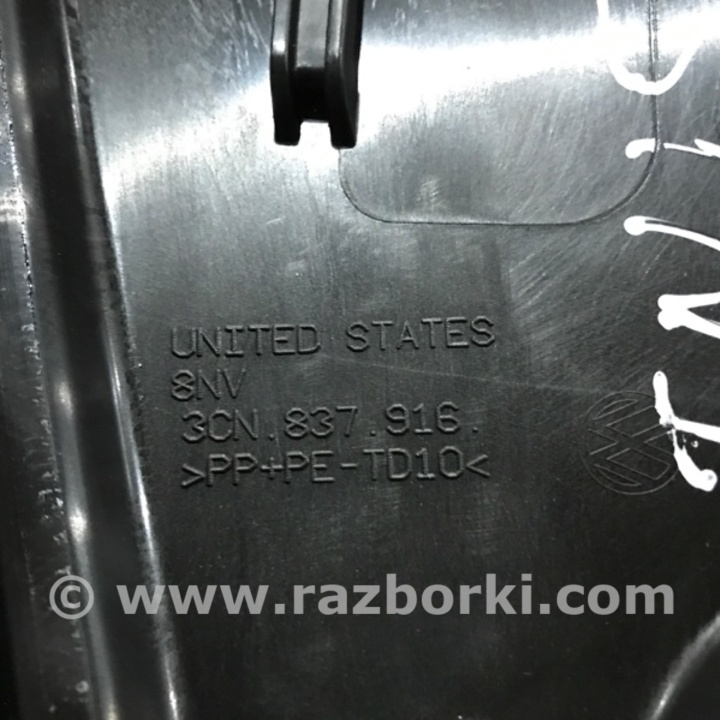 UNITED STATES
8NV
3CN.837.916.
>PP+PE-TD10<
© www.razborki.com